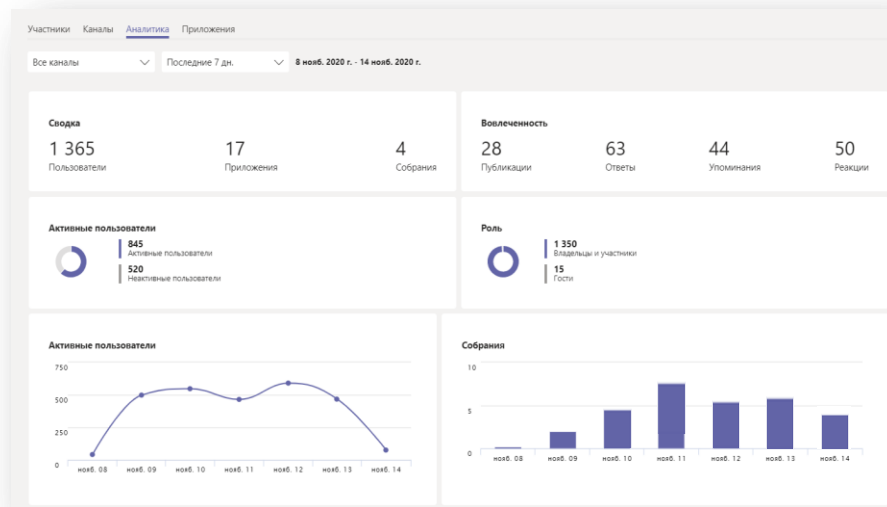 Участники Каналы Аналитика Приложения
Все каналы Последние 7 дн. 8 нояб. 2020 г. - 14 нояб. 2020 г.
Сводка
1 365 17 4
Пользователи Приложения Собрания
Вовлеченность
28 63 44 50
Публикации Ответы Упоминания Реакции
Активные пользователи
845
Активные пользователи
520
Неактивные пользователи
Роль
1 350
Владельцы и участники
15
Гости
Активные пользователи
750
500
250
0
нояб. 08 нояб. 09 нояб. 10 нояб. 11 нояб. 12 нояб. 13 нояб. 14
Собрания
10
5
0
нояб. 08 нояб. 09 нояб. 10 нояб. 11 нояб. 12 нояб. 13 нояб. 14